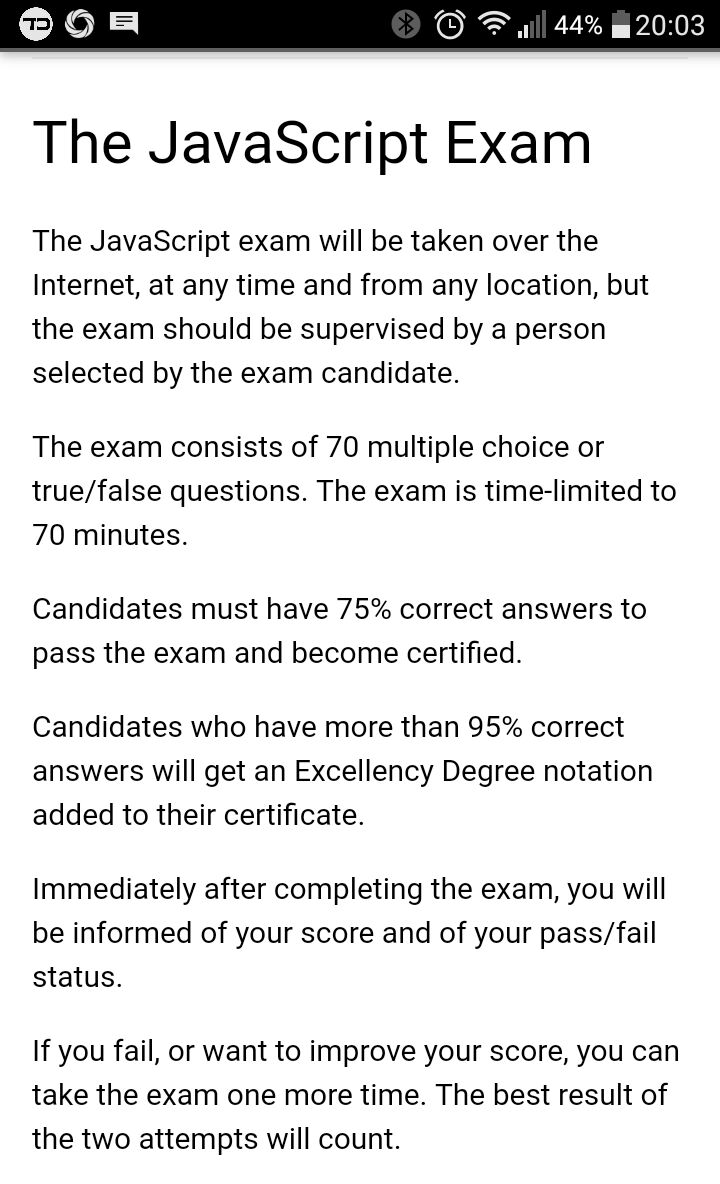 44% 20:03
The JavaScript Exam
The JavaScript exam will be taken over the
Internet, at any time and from any location, but
the exam should be supervised by a person
selected by the exam candidate.
The exam consists of 70 multiple choice or
true/false questions. The exam is time-limited to
70 minutes.
Candidates must have 75% correct answers to
pass the exam and become certified.
Candidates who have more than 95% correct
answers will get an Excellency Degree notation
added to their certificate.
Immediately after completing the exam, you will
be informed of your score and of your pass/fail
status.
If you fail, or want to improve your score, you can
take the exam one more time. The best result of
the two attempts will count.